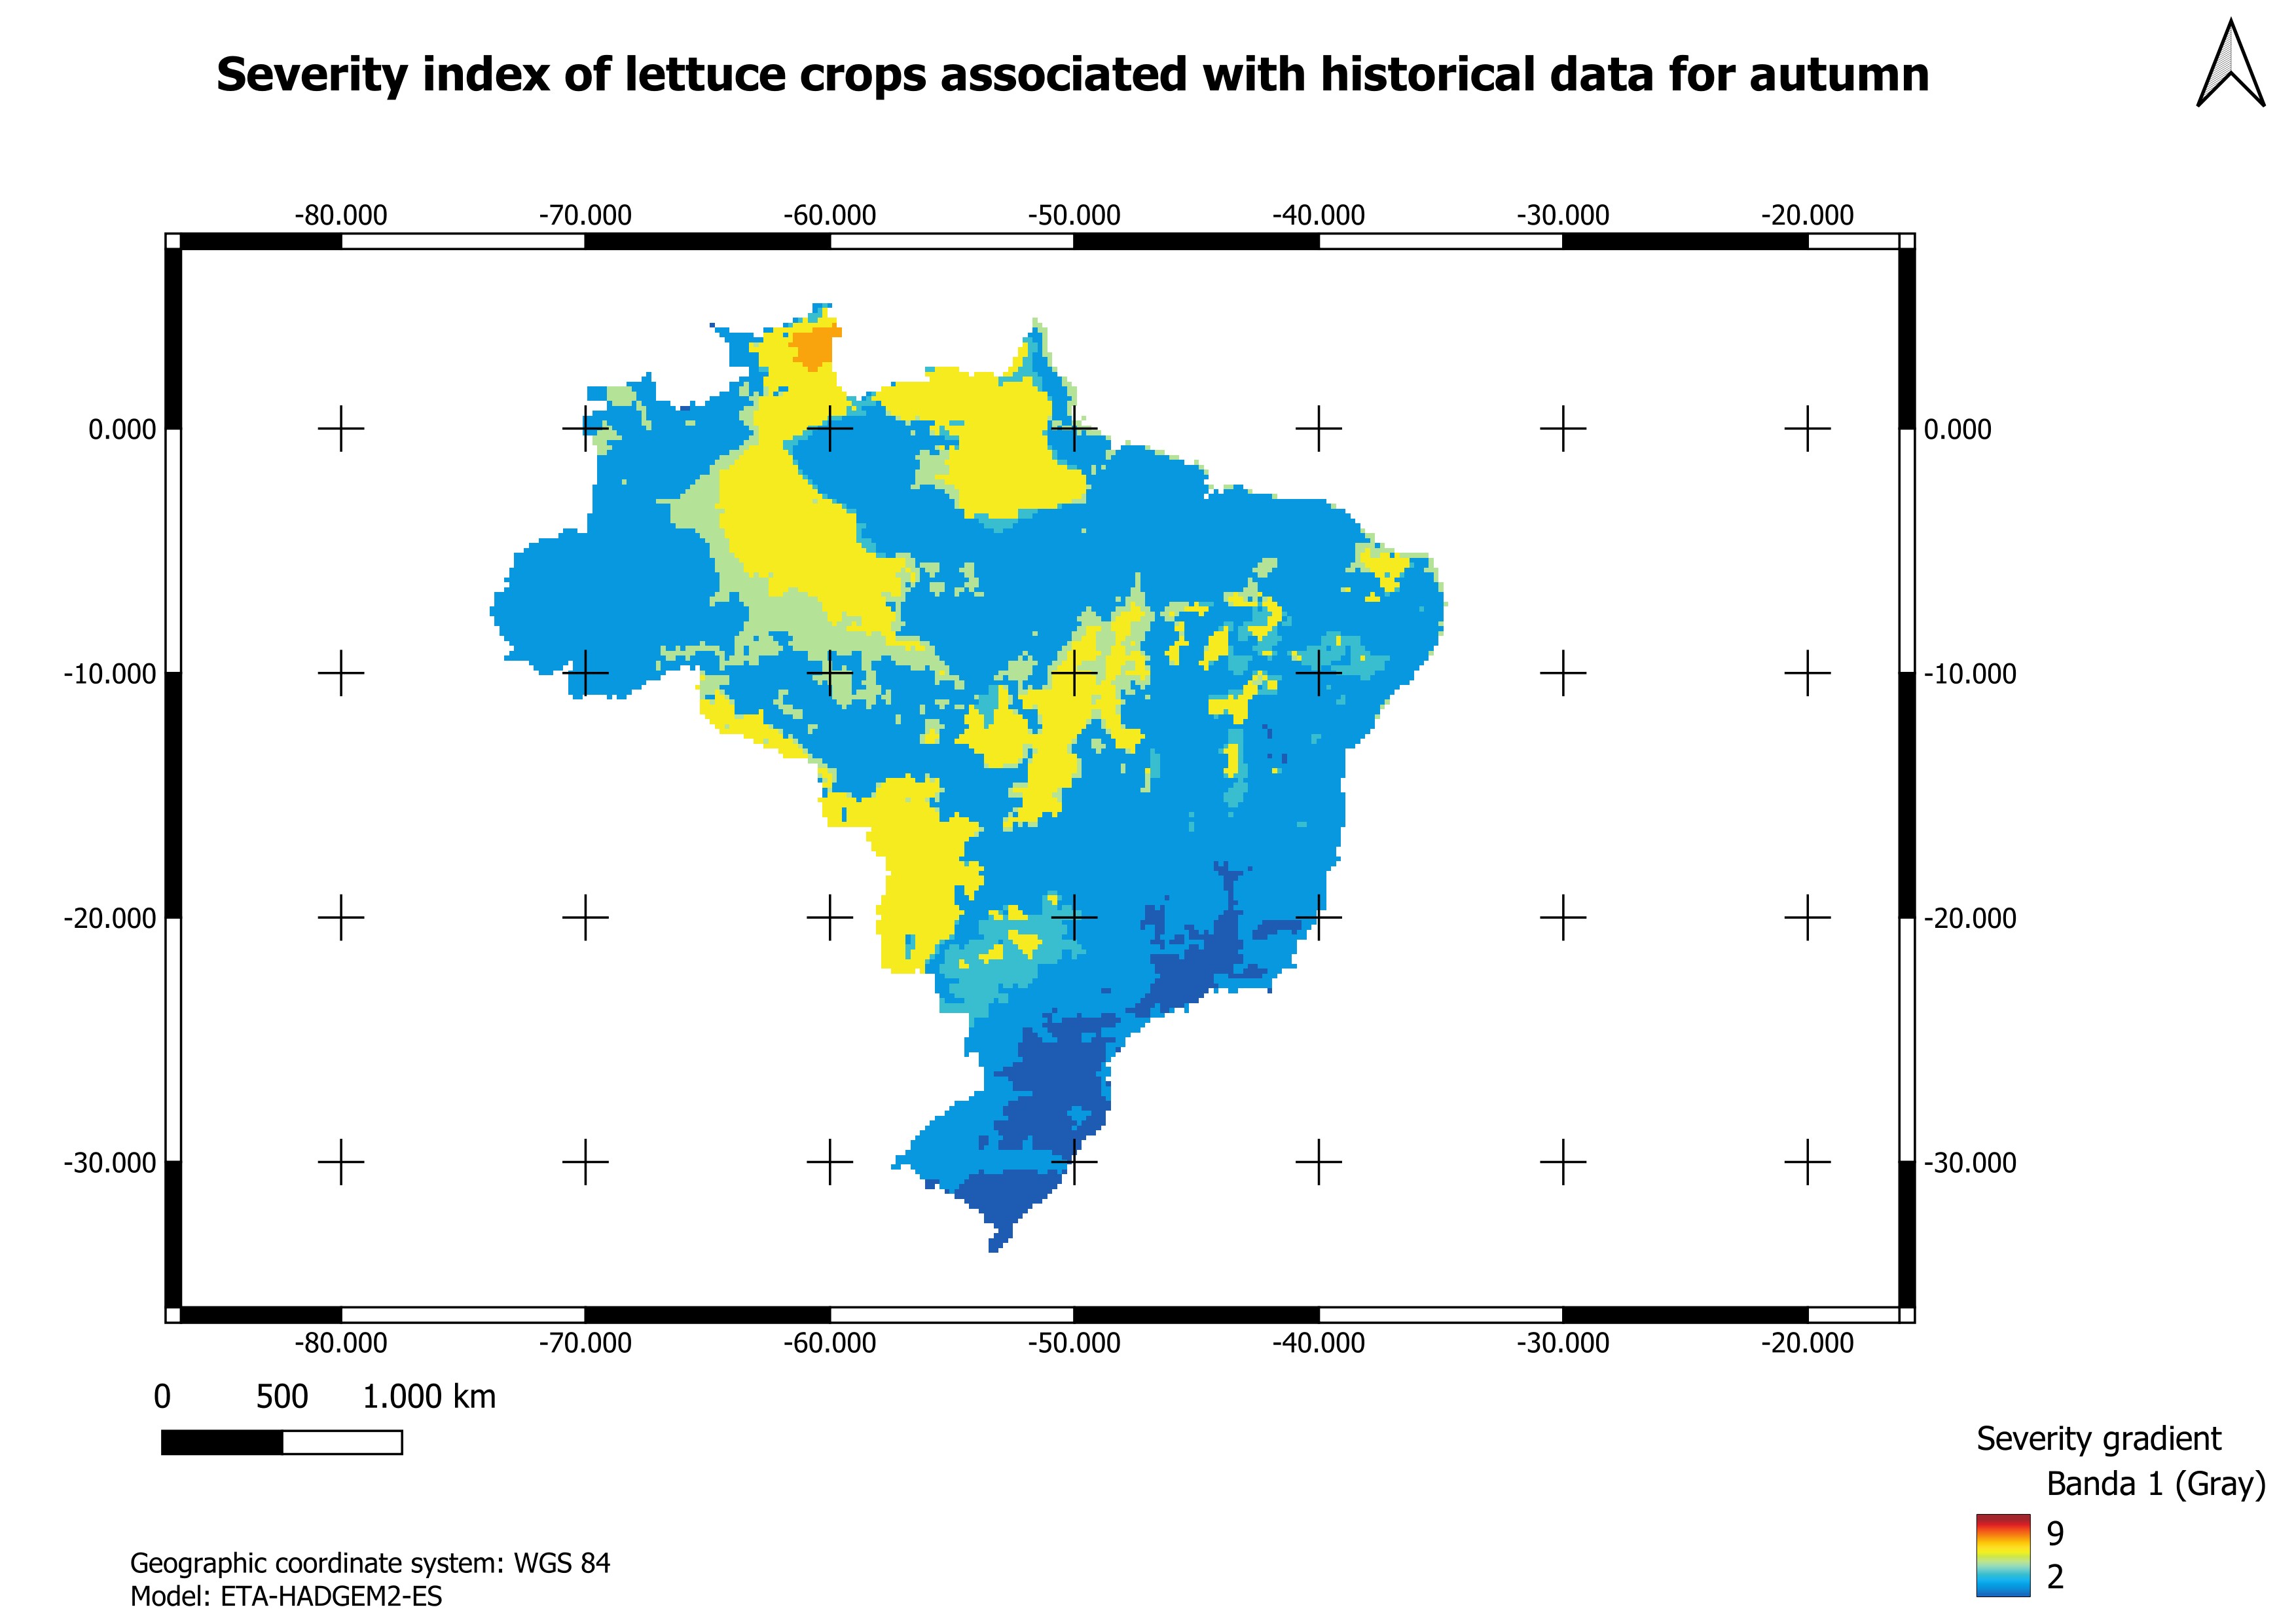 Severity index of lettuce crops associated with historical data for autumn
-80.000 -70.000 -60.000 -50.000 -40.000 -30.000 -20.000
0.000 0.000
-10.000 -10.000
-20.000 -20.000
-30.000 -30.000
-80.000 -70.000 -60.000 -50.000 -40.000 -30.000 -20.000
0 500 1.000 km
Severity gradient
Banda 1 (Gray)
9
2
Geographic coordinate system: WGS 84
Model: ETA-HADGEM2-ES